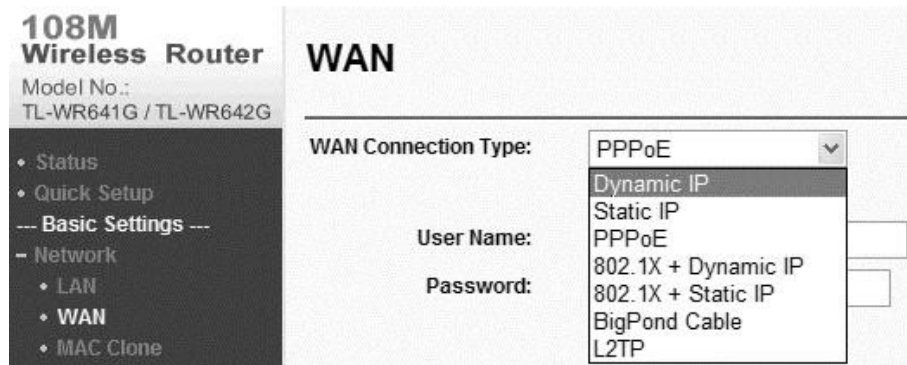 108M
Wireless Router
Model No.:
TL-WR641G / TL-WR642G
• Status
• Quick Setup
--- Basic Settings ---
– Network
• LAN
• WAN
• MAC Clone
WAN
WAN Connection Type:
PPPoE
Dynamic IP
Static IP
PPPoE
802.1X + Dynamic IP
802.1X + Static IP
BigPond Cable
L2TP
User Name:
Password: